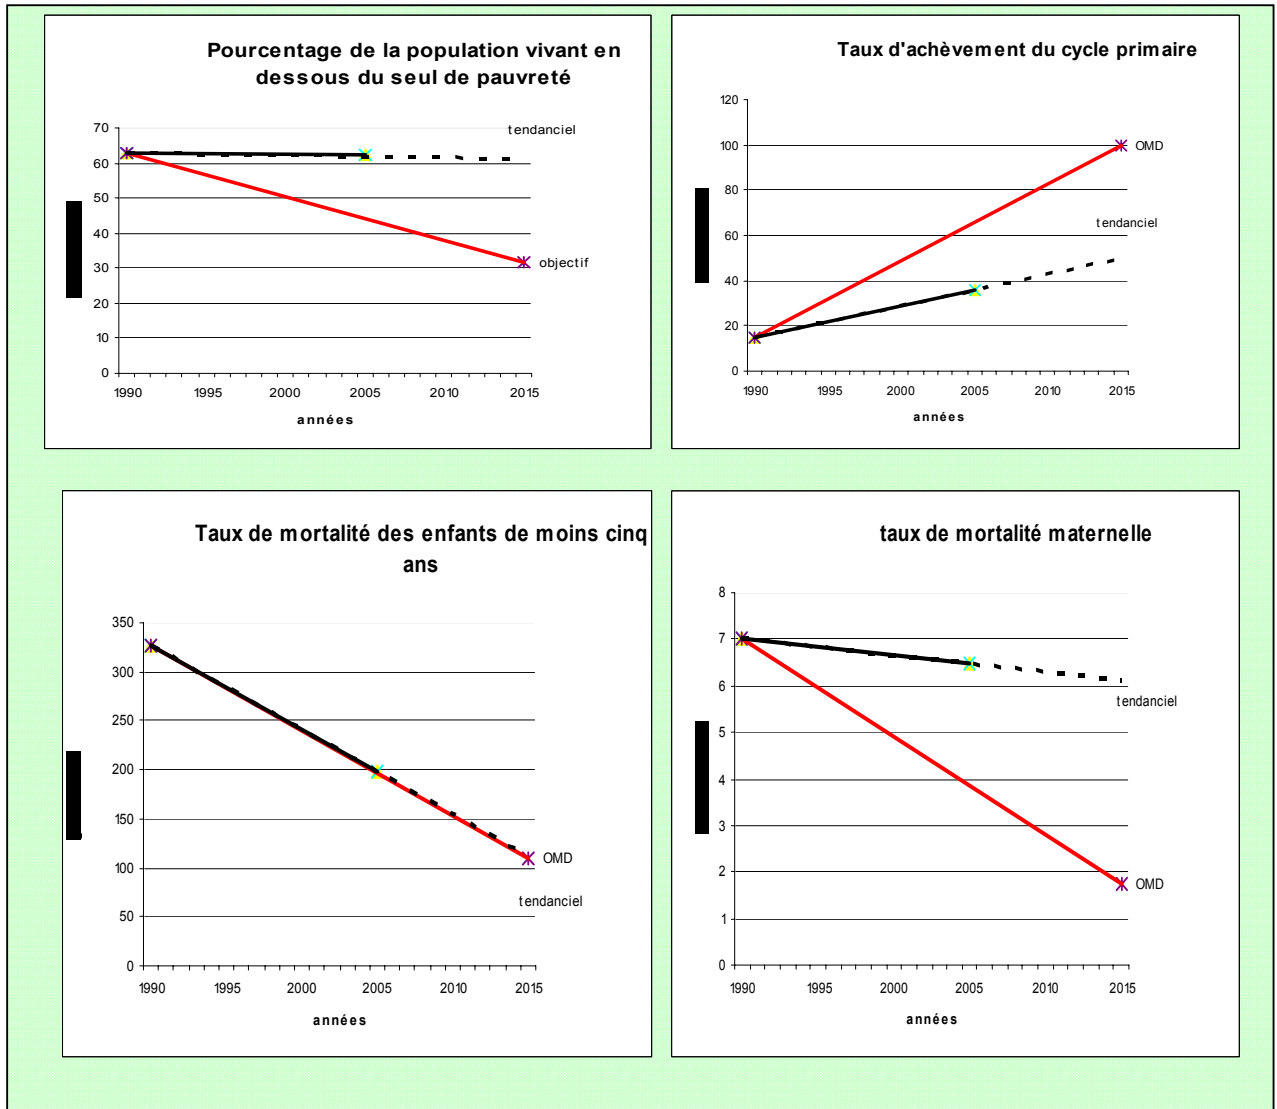 Pourcentage de la population vivant en
dessous du seul de pauvreté
70
60
50
40
30
20
10
0
tendanciel
objectif
1990 1995 2000 2005 2010 2015
années
Taux d'achèvement du cycle primaire
120
100
80
60
40
20
0
OMD
tendanciel
1990 1995 2000 2005 2010 2015
années
Taux de mortalité des enfants de moins cinq
ans
350
300
250
200
150
100
50
0
OMD
tendanciel
1990 1995 2000 2005 2010 2015
années
taux de mortalité maternelle
8
7
6
5
4
3
2
1
0
tendanciel
OMD
1990 1995 2000 2005 2010 2015
années